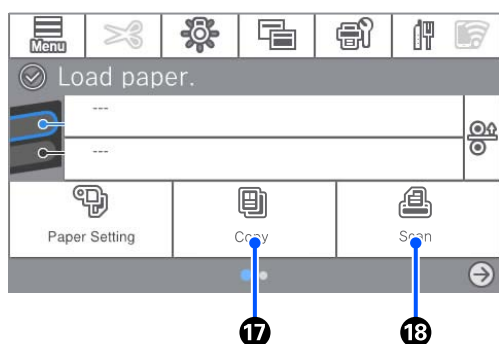 Menu
Load paper.
---
---
Paper Setting
Copy
Scan
17
18